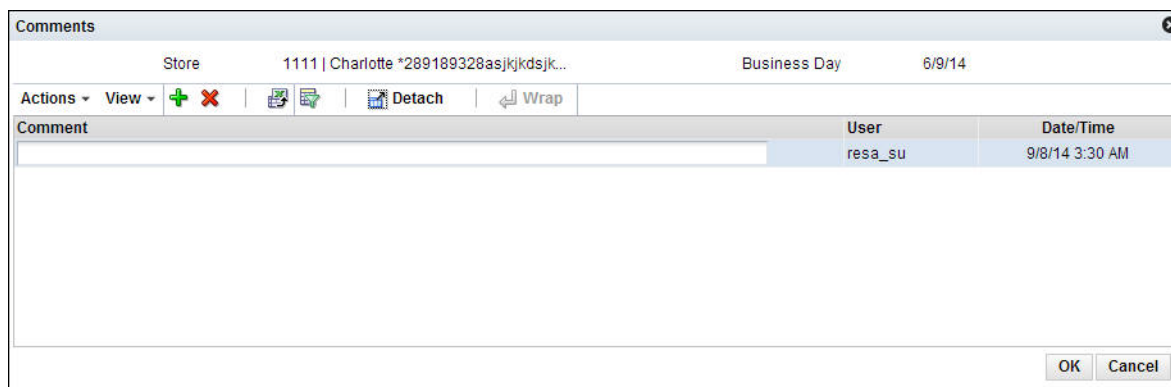 Comments
Store 1111 | Charlotte *289189328asjkjkdsjk... Business Day 6/9/14
Actions View Detach Wrap
Comment User Date/Time
resa_su 9/8/14 3:30 AM
OK Cancel